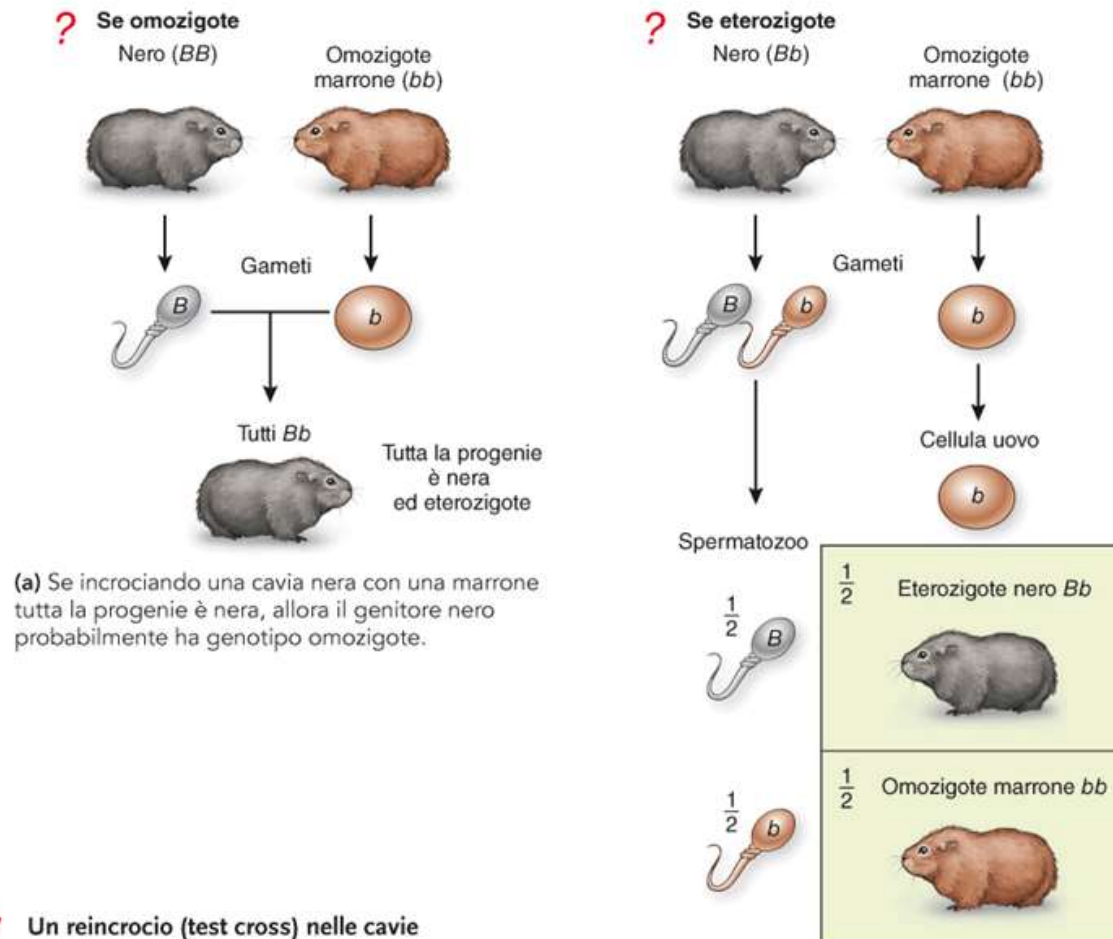 ? Se omozigote
Nero (BB)
Omozigote
marrone (bb)
Gameti
B
b
Tutti Bb
Tutta la progenie
è nera
ed eterozigote
(a) Se incrociando una cavia nera con una marrone
tutta la progenie è nera, allora il genitore nero
probabilmente ha genotipo omozigote.
? Se eterozigote
Nero (Bb)
Omozigote
marrone (bb)
Gameti
B
b
b
Cellula uovo
b
Spermatozoo
1/2
B
1/2 Eterozigote nero Bb
1/2
b
1/2 Omozigote marrone bb
Un reincrocio (test cross) nelle cavie